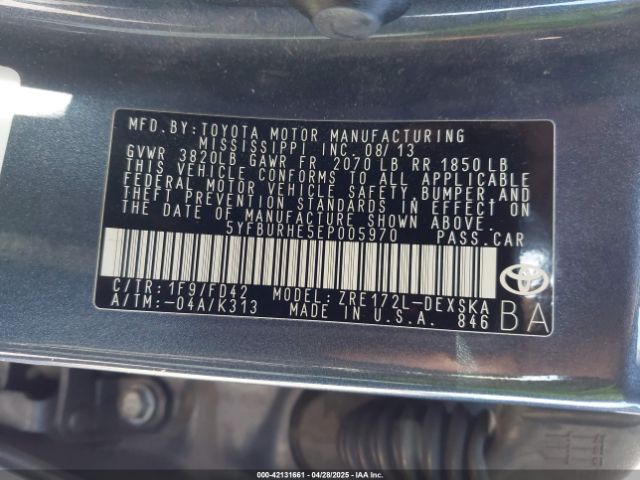 MFD. BY: TOYOTA MOTOR MANUFACTURING
MISSISSIPPI INC. 08/13
GVWR 3820LB GAWR FR 2070 LB RR 1850 LB
THIS VEHICLE CONFORMS TO ALL APPLICABLE
FEDERAL MOTOR VEHICLE SAFETY, BUMPER, AND
THEFT PREVENTION STANDARDS IN EFFECT ON
THE DATE OF MANUFACTURE SHOWN ABOVE.
5YFBURHE5EP005970 PASS.CAR
C/TR: 1F9/FD42 MODEL: ZRE172L-DEXSKA
A/TM: -04A/K313 MADE IN U.S.A. 846
BA
000-42131661 - 04/28/2025 - IAA Inc.